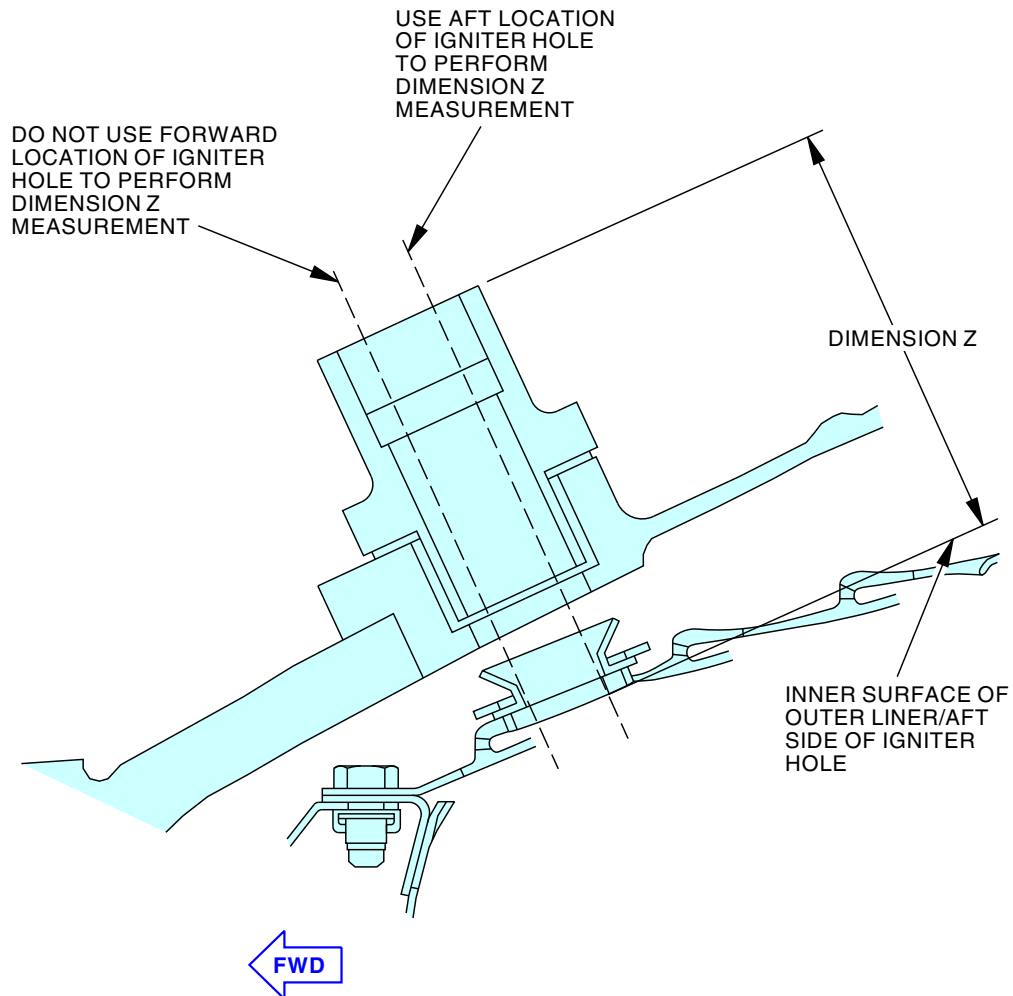 USE AFT LOCATION
OF IGNITER HOLE
TO PERFORM
DIMENSION Z
MEASUREMENT
DO NOT USE FORWARD
LOCATION OF IGNITER
HOLE TO PERFORM
DIMENSION Z
MEASUREMENT
DIMENSION Z
INNER SURFACE OF
OUTER LINER/AFT
SIDE OF IGNITER
HOLE
FWD